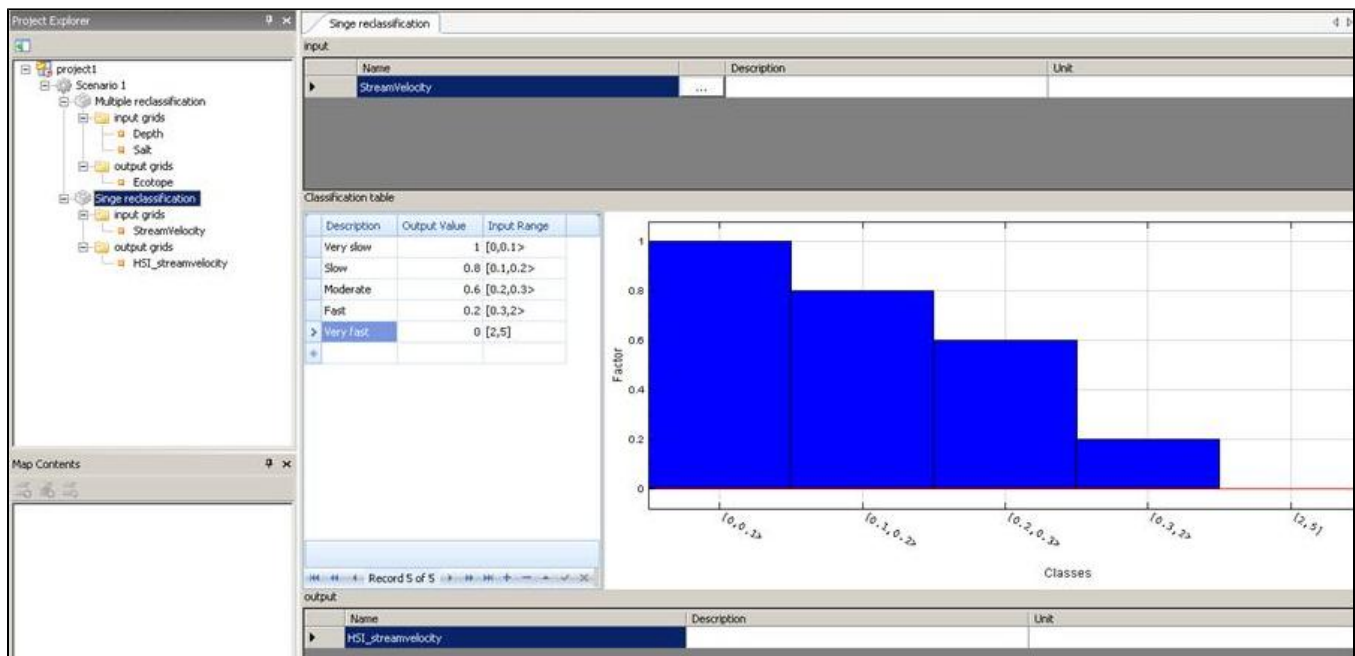 Project Explorer
project1
Scenario 1
Multiple reclassification
input grids
Depth
Salt
output grids
Ecotope
Singe reclassification
input grids
StreamVelocity
output grids
HSI_streamvelocity
Map Contents
Singe reclassification
input
Name Description Unit
StreamVelocity ...
Classification table
Description Output Value Input Range
Very slow 1 [0,0.1>
Slow 0.8 [0.1,0.2>
Moderate 0.6 [0.2,0.3>
Fast 0.2 [0.3,2>
Very fast 0 [2,5]
Record 5 of 5
1
0.8
0.6
0.4
0.2
0
Factor
[0,0.1> [0.1,0.2> [0.2,0.3> [0.3,2> [2,5]
Classes
output
Name Description Unit
HSI_streamvelocity